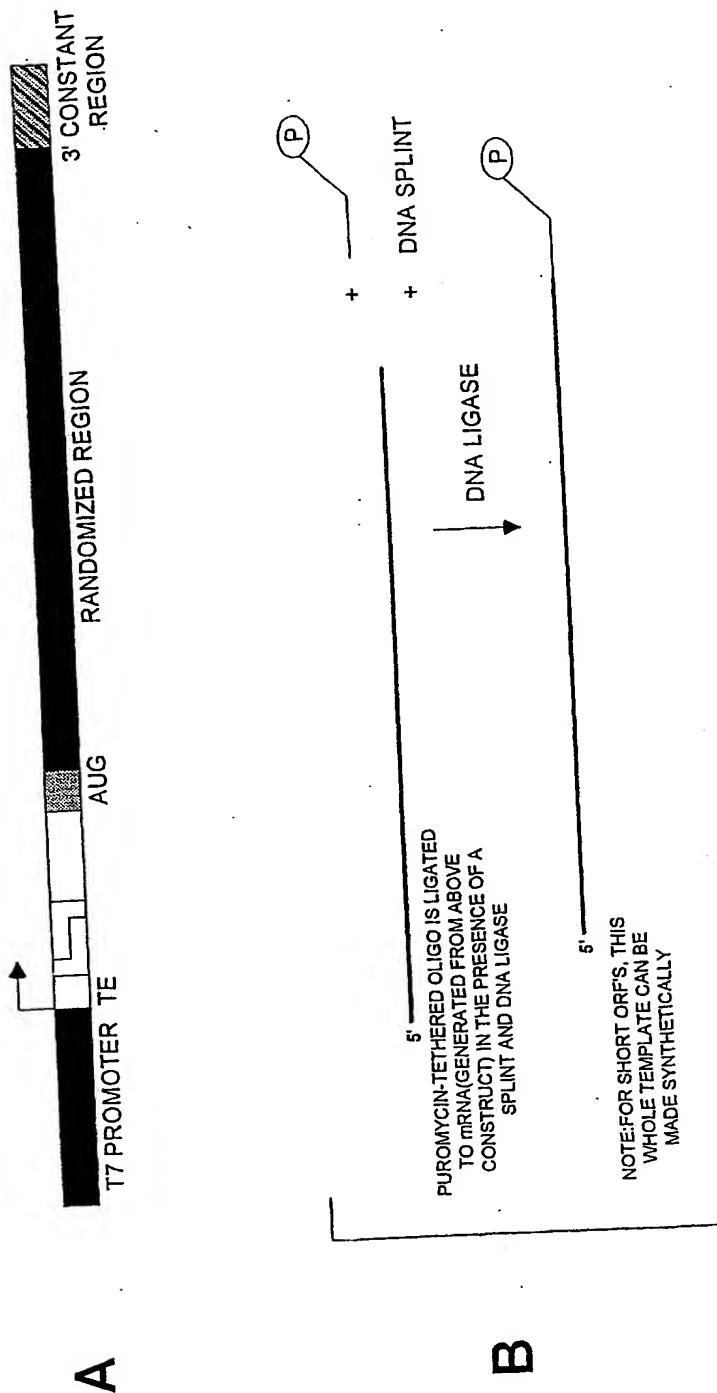 A
T7 PROMOTER TE
AUG
RANDOMIZED REGION
3' CONSTANT
REGION
B
5'
+
P
PUROMYCIN-TETHERED OLIGO IS LIGATED
TO mRNA(GENERATED FROM ABOVE
CONSTRUCT) IN THE PRESENCE OF A
SPLINT AND DNA LIGASE
+ DNA SPLINT
DNA LIGASE
5'
P
NOTE:FOR SHORT ORF'S, THIS
WHOLE TEMPLATE CAN BE
MADE SYNTHETICALLY